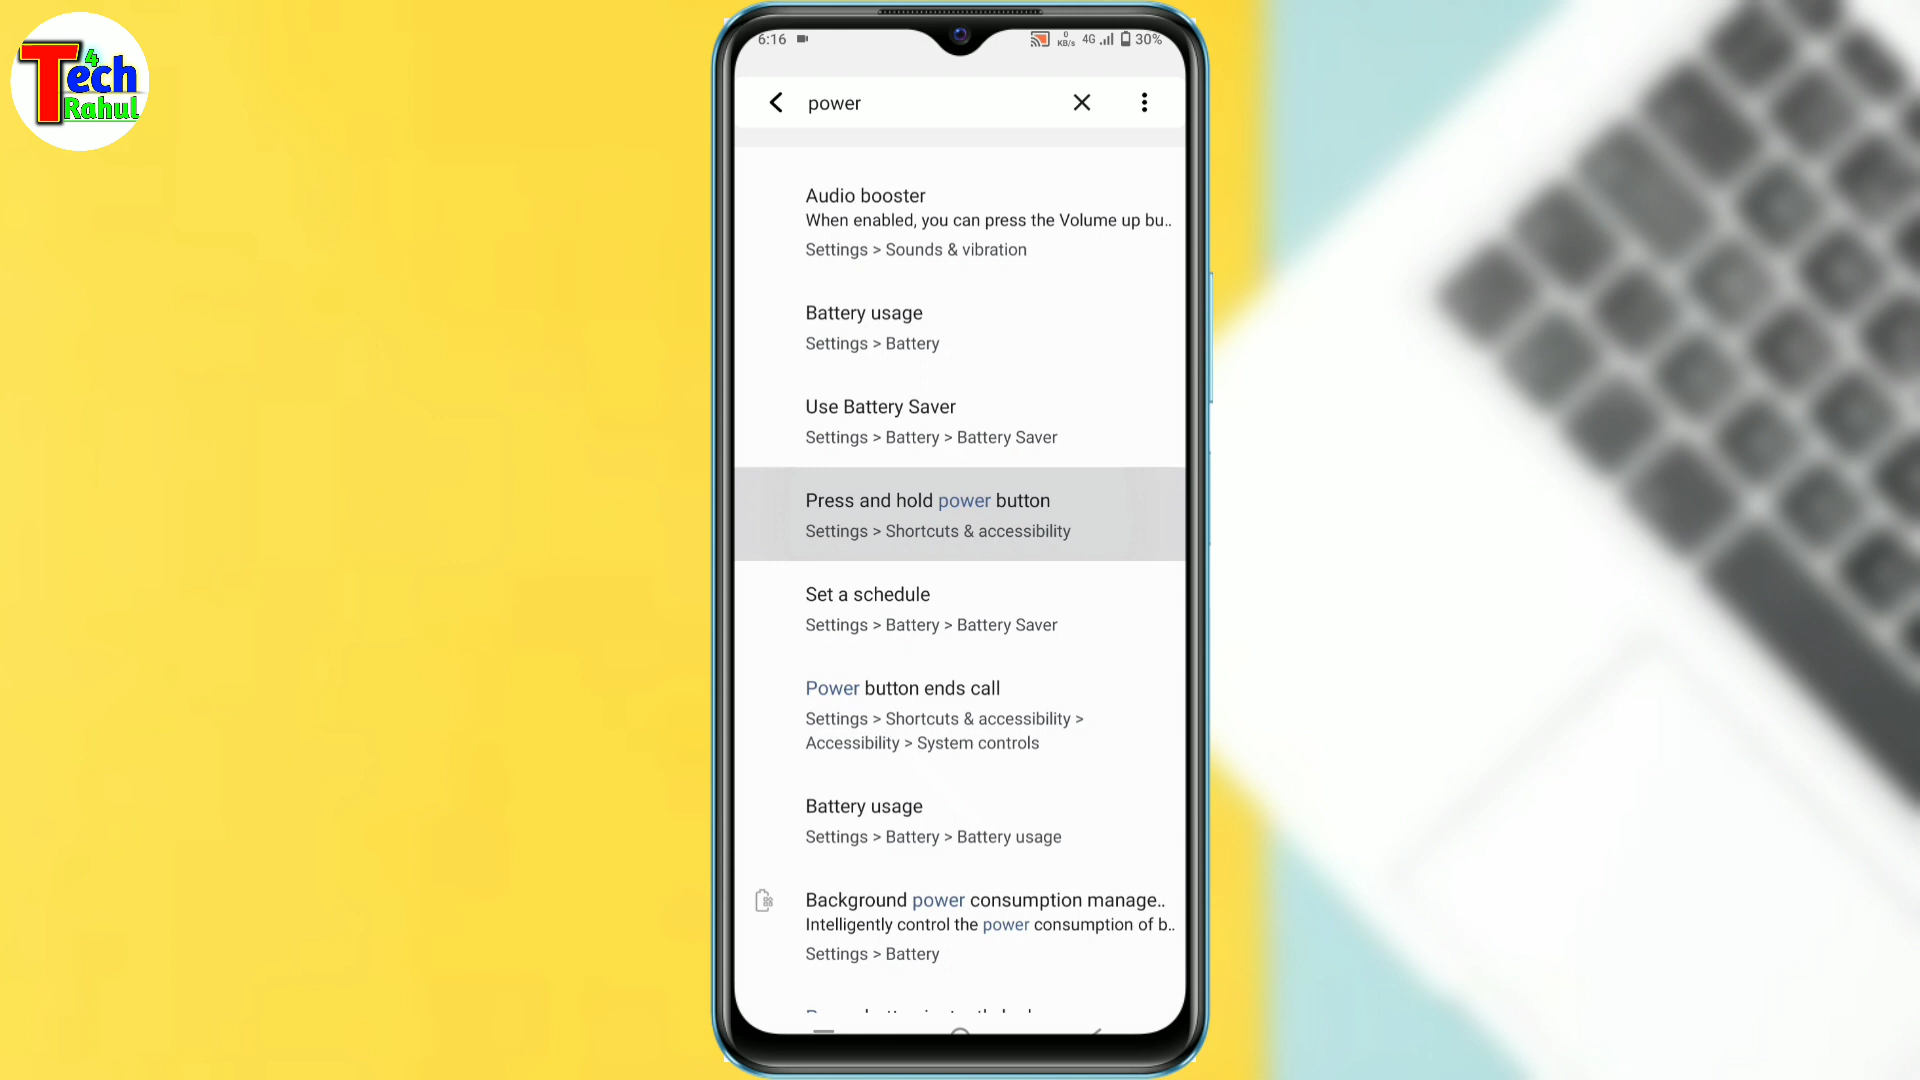 4
Tech
Rahul
6:16
0
KB/s
4G
30%
power
Audio booster
When enabled, you can press the Volume up bu..
Settings > Sounds & vibration
Battery usage
Settings > Battery
Use Battery Saver
Settings > Battery > Battery Saver
Press and hold power button
Settings > Shortcuts & accessibility
Set a schedule
Settings > Battery > Battery Saver
Power button ends call
Settings > Shortcuts & accessibility >
Accessibility > System controls
Battery usage
Settings > Battery > Battery usage
Background power consumption manage..
Intelligently control the power consumption of b..
Settings > Battery